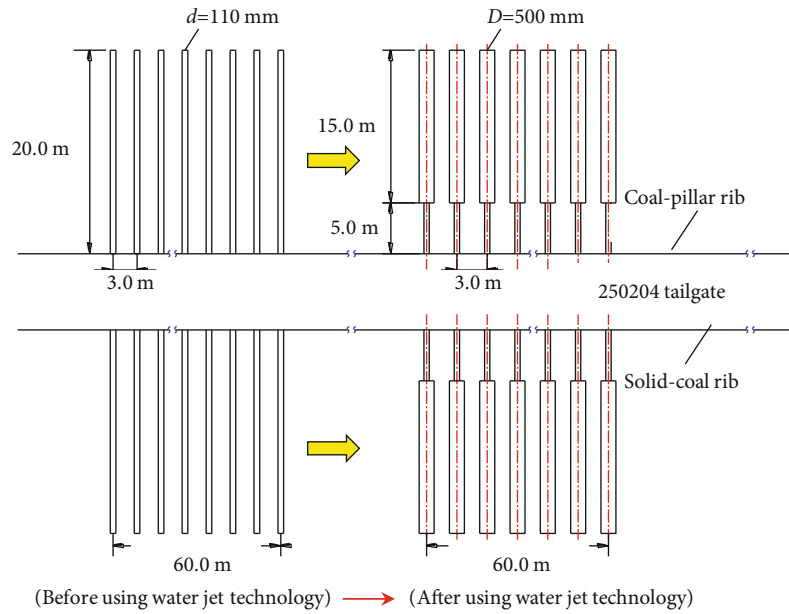 d=110 mm
D=500 mm
20.0 m
15.0 m
5.0 m
Coal-pillar rib
3.0 m
3.0 m
250204 tailgate
Solid-coal rib
60.0 m
60.0 m
(Before using water jet technology)
(After using water jet technology)